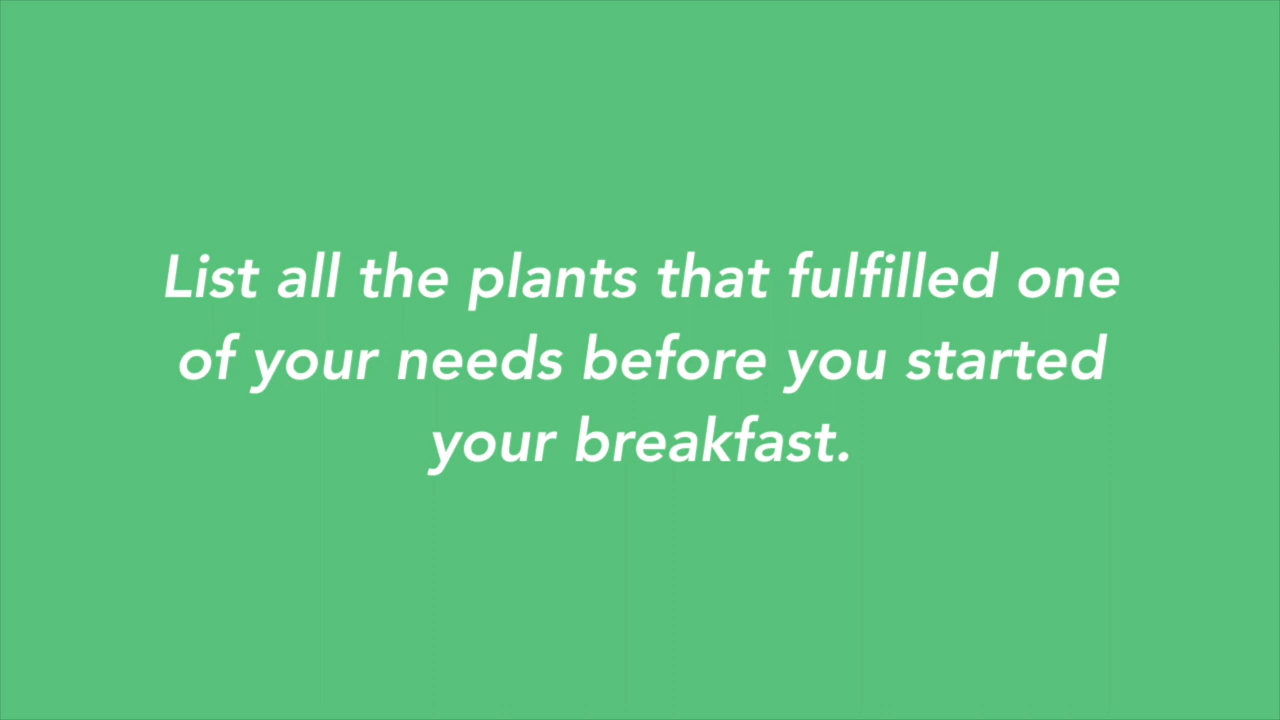 List all the plants that fulfilled one
of your needs before you started
your breakfast.